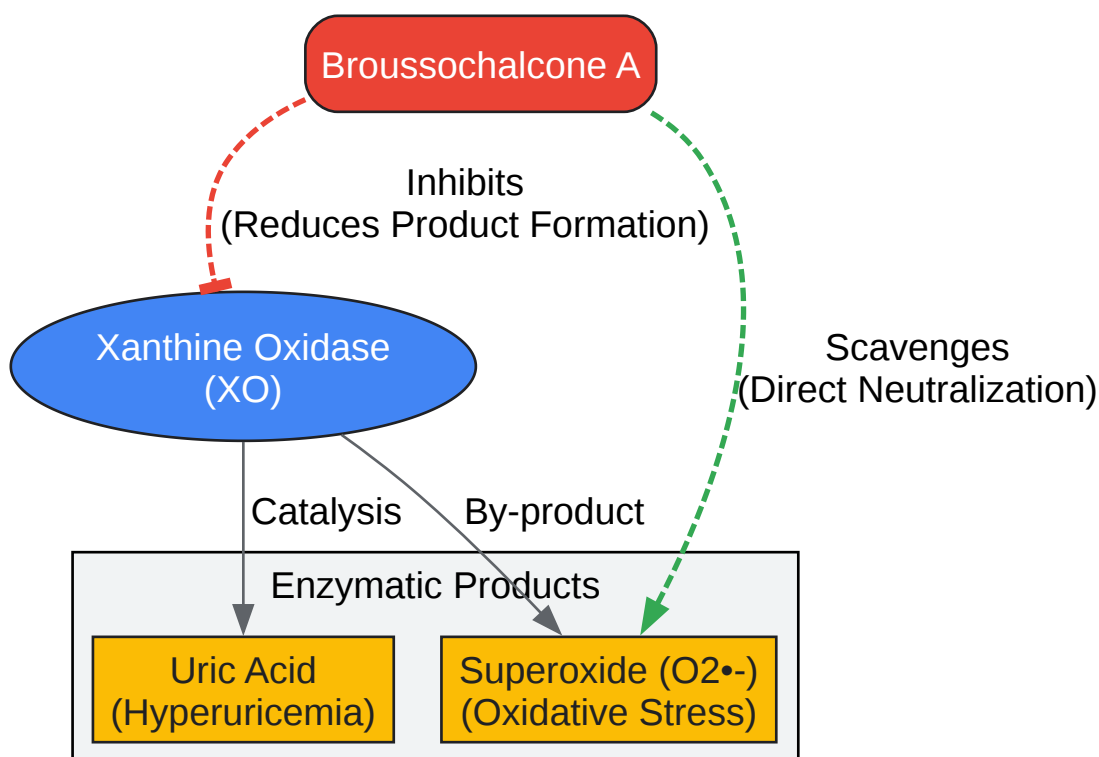 Broussochalcone A
Inhibits
(Reduces Product Formation)
Xanthine Oxidase
(XO)
Scavenges
(Direct Neutralization)
Catalysis
By-product
Enzymatic Products
Uric Acid
(Hyperuricemia)
Superoxide (O2•-)
(Oxidative Stress)